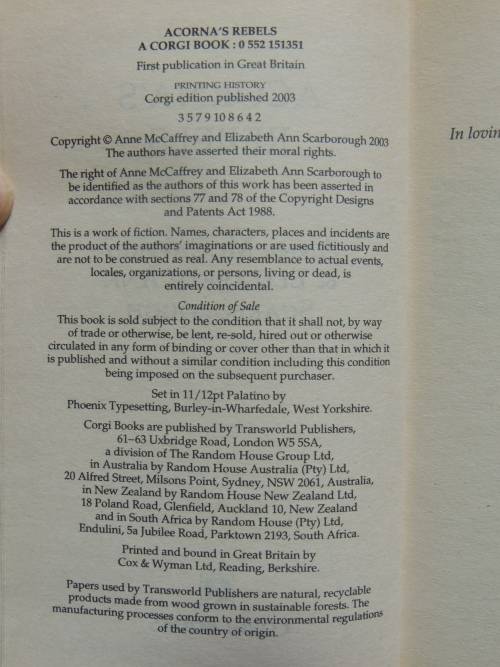 ACORNA'S REBELS
A CORGI BOOK : 0 552 151351
First publication in Great Britain
PRINTING HISTORY
Corgi edition published 2003
3 5 7 9 10 8 6 4 2
Copyright © Anne McCaffrey and Elizabeth Ann Scarborough 2003
The authors have asserted their moral rights.
The right of Anne McCaffrey and Elizabeth Ann Scarborough to
be identified as the authors of this work has been asserted in
accordance with sections 77 and 78 of the Copyright Designs
and Patents Act 1988.
This is a work of fiction. Names, characters, places and incidents are
the product of the authors' imaginations or are used fictitiously and
are not to be construed as real. Any resemblance to actual events,
locales, organizations, or persons, living or dead, is
entirely coincidental.
Condition of Sale
This book is sold subject to the condition that it shall not, by way
of trade or otherwise, be lent, re-sold, hired out or otherwise
circulated in any form of binding or cover other than that in which it
is published and without a similar condition including this condition
being imposed on the subsequent purchaser.
Set in 11/12pt Palatino by
Phoenix Typesetting, Burley-in-Wharfedale, West Yorkshire.
Corgi Books are published by Transworld Publishers,
61–63 Uxbridge Road, London W5 5SA,
a division of The Random House Group Ltd,
in Australia by Random House Australia (Pty) Ltd,
20 Alfred Street, Milsons Point, Sydney, NSW 2061, Australia,
in New Zealand by Random House New Zealand Ltd,
18 Poland Road, Glenfield, Auckland 10, New Zealand
and in South Africa by Random House (Pty) Ltd,
Endulini, 5a Jubilee Road, Parktown 2193, South Africa.
Printed and bound in Great Britain by
Cox & Wyman Ltd, Reading, Berkshire.
Papers used by Transworld Publishers are natural, recyclable
products made from wood grown in sustainable forests. The
manufacturing processes conform to the environmental regulations
of the country of origin.
In